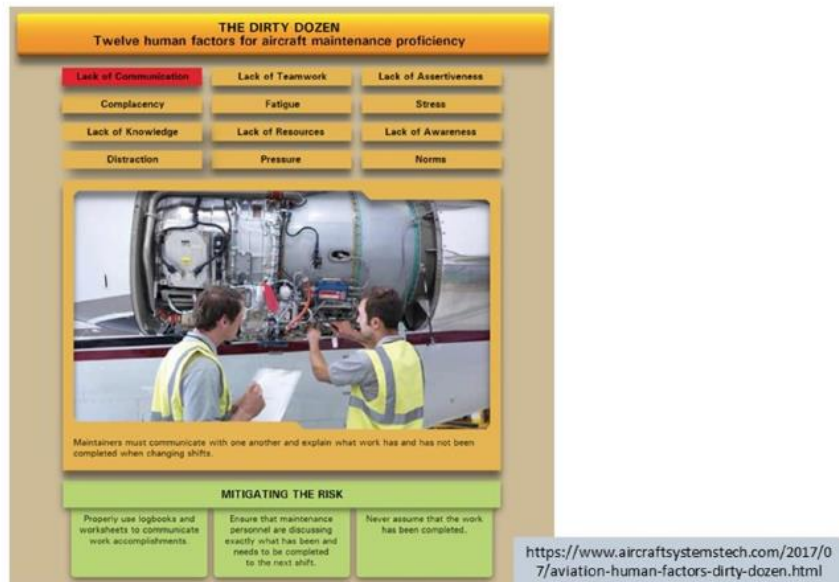 THE DIRTY DOZEN
Twelve human factors for aircraft maintenance proficiency
Lack of Communication
Lack of Teamwork
Lack of Assertiveness
Complacency
Fatigue
Stress
Lack of Knowledge
Lack of Resources
Lack of Awareness
Distraction
Pressure
Norms
Maintainers must communicate with one another and explain what work has and has not been
completed when changing shifts.
MITIGATING THE RISK
Properly use logbooks and
worksheets to communicate
work accomplishments.
Ensure that maintenance
personnel are discussing
exactly what has been and
needs to be completed
to the next shift.
Never assume that the work
has been completed.
https://www.aircraftsystemstech.com/2017/0
7/aviation-human-factors-dirty-dozen.html